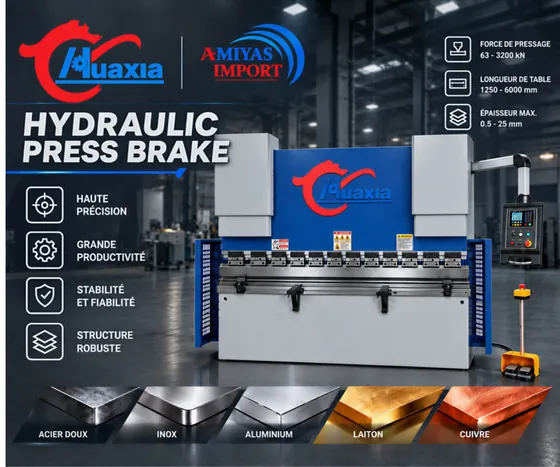 Huaxia
AMIYAS
IMPORT
HYDRAULIC
PRESS BRAKE
FORCE DE PRESSAGE
63 - 3200 kN
LONGUEUR DE TABLE
1250 - 6000 mm
ÉPAISSEUR MAX.
0.5 - 25 mm
HAUTE
PRÉCISION
GRANDE
PRODUCTIVITÉ
STABILITÉ
ET FIABILITÉ
STRUCTURE
ROBUSTE
Huaxia
ACIER DOUX
INOX
ALUMINIUM
LAITON
CUIVRE